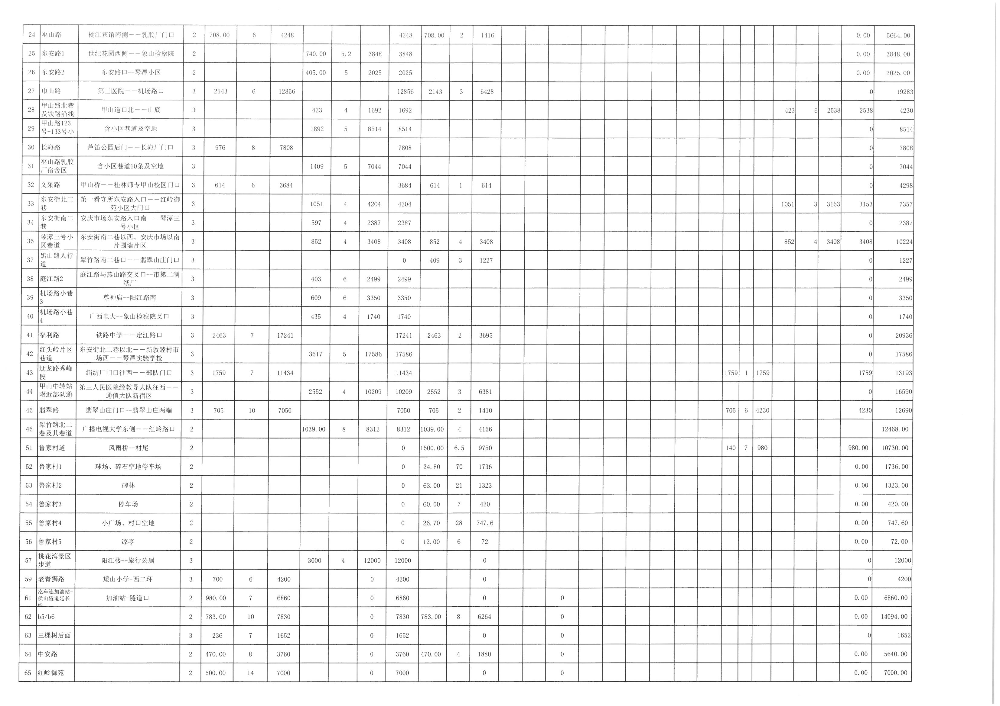 24 巫山路 桃江宾馆南侧－－乳胶厂门口 2 708.00 6 4248 4248 708.00 2 1416 0.00 5664.00
25 东安路1 世纪花园西侧－－象山检察院 2 740.00 5.2 3848 3848 0.00 3848.00
26 东安路2 东安路口--琴潭小区 2 405.00 5 2025 2025 0.00 2025.00
27 巾山路 第三医院－－机场路口 3 2143 6 12856 12856 2143 3 6428 0 19283
28 甲山路北巷及铁路沿线 甲山道口北－－山底 3 423 4 1692 1692 423 6 2538 2538 4230
29 甲山路123号-133号小 含小区巷道及空地 3 1892 5 8514 8514 0 8514
30 长海路 芦笛公园后门－－长海厂门口 3 976 8 7808 7808 0 7808
31 巫山路乳胶厂宿舍区 含小区巷道10条及空地 3 1409 5 7044 7044 0 7044
32 文采路 甲山桥－－桂林师专甲山校区门口 3 614 6 3684 3684 614 1 614 0 4298
33 东安街北二巷 第一看守所东安路入口－－红岭御苑小区大门口 3 1051 4 4204 4204 1051 3 3153 3153 7357
34 东安街南二巷 安庆市场东安路入口南－－琴潭三号小区 3 597 4 2387 2387 0 2387
35 琴潭三号小区巷道 东安街南二巷以西、安庆市场以南片围墙片区 3 852 4 3408 3408 852 4 3408 852 4 3408 3408 10224
37 黑山路人行道 翠竹路南二巷口－－翡翠山庄门口 3 0 409 3 1227 0 1227
38 庭江路2 庭江路与燕山路交叉口--市第二制纸厂 3 403 6 2499 2499 0 2499
39 机场路小巷3 尊神庙--阳江路南 3 609 6 3350 3350 0 3350
40 机场路小巷4 广西电大--象山检察院叉口 3 435 4 1740 1740 0 1740
41 福利路 铁路中学－－定江路口 3 2463 7 17241 17241 2463 2 3695 0 20936
42 红头岭片区巷道 东安街北二巷以北－－新敦睦村市场西－－琴潭实验学校 3 3517 5 17586 17586 0 17586
43 迂龙路秀峰段 绢纺厂门口往西－－部队门口 3 1759 7 11434 11434 1759 1 1759 1759 13193
44 甲山中转站附近部队通 第三人民医院经教导大队往西－－通信大队新宿区 3 2552 4 10209 10209 2552 3 6381 0 16590
45 翡翠路 翡翠山庄门口--翡翠山庄两端 3 705 10 7050 7050 705 2 1410 705 6 4230 4230 12690
46 翠竹路北二巷及其巷道 广播电视大学东侧－－红岭路口 2 1039.00 8 8312 8312 1039.00 4 4156 12468.00
51 鲁家村道 风雨桥--村尾 2 0 1500.00 6.5 9750 140 7 980 980.00 10730.00
52 鲁家村1 球场、碎石空地停车场 2 0 24.80 70 1736 0.00 1736.00
53 鲁家村2 碑林 2 0 63.00 21 1323 0.00 1323.00
54 鲁家村3 停车场 2 0 60.00 7 420 0.00 420.00
55 鲁家村4 小广场、村口空地 2 0 26.70 28 747.6 0.00 747.60
56 鲁家村5 凉亭 2 0 12.00 6 72 0.00 72.00
57 桃花湾景区步道 阳江楼--旅行公厕 3 3000 4 12000 12000 0 0 12000
59 老青狮路 矮山小学-西二环 3 700 6 4200 0 4200 0 0 4200
61 汔车连加油站-侯山隧道延长线 加油站-隧道口 2 980.00 7 6860 0 6860 0 0 0.00 6860.00
62 b5/b6 2 783.00 10 7830 0 7830 783.00 8 6264 0 0.00 14094.00
63 三棵树后面 3 236 7 1652 0 1652 0 0 0 1652
64 中安路 2 470.00 8 3760 0 3760 470.00 4 1880 0 0.00 5640.00
65 红岭御苑 2 500.00 14 7000 0 7000 0 0 0.00 7000.00